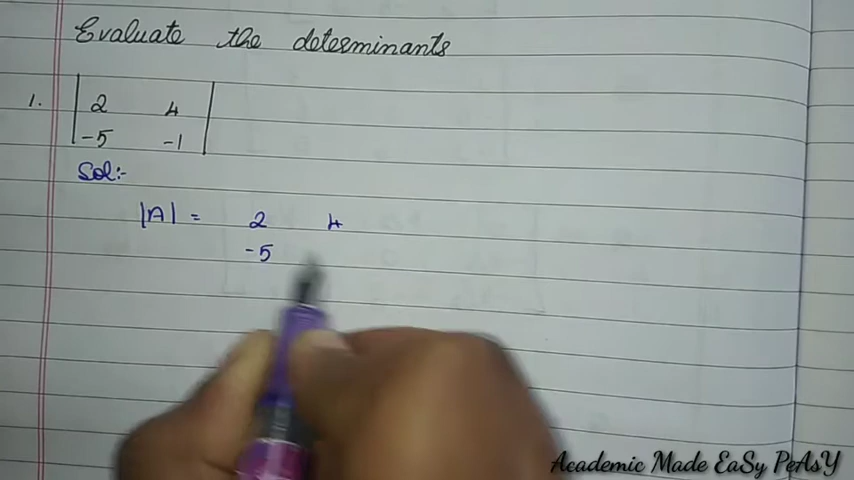 Evaluate the determinants
1. | 2 4 |
| -5 -1 |
Sol:-
|A| = 2 4
-5
Academic Made EaSy PeAsY